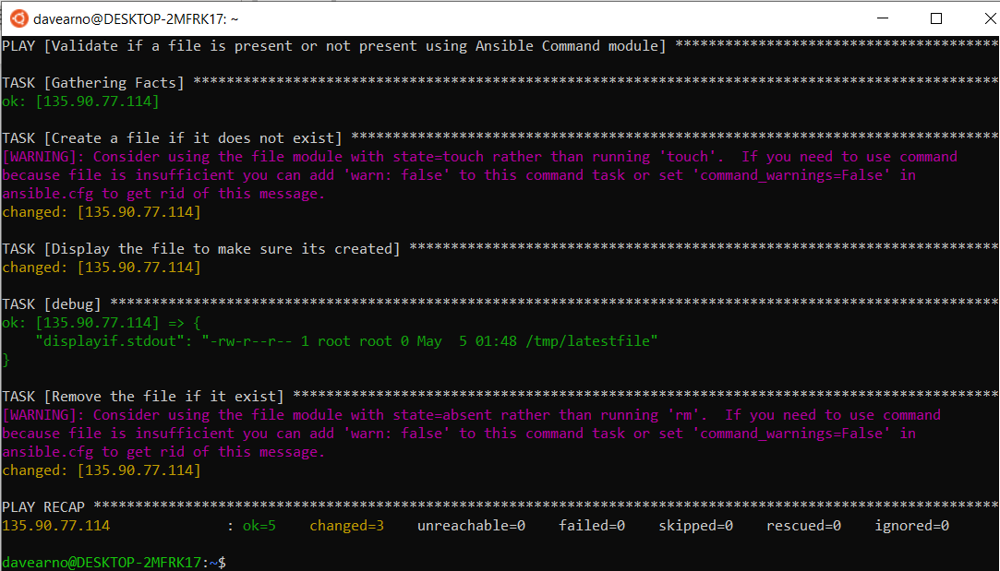 davearno@DESKTOP-2MFRK17: ~
PLAY [Validate if a file is present or not present using Ansible Command module] ***************************************
TASK [Gathering Facts] *************************************************************************************************
ok: [135.90.77.114]
TASK [Create a file if it does not exist] ******************************************************************************
[WARNING]: Consider using the file module with state=touch rather than running 'touch'.  If you need to use command
because file is insufficient you can add 'warn: false' to this command task or set 'command_warnings=False' in
ansible.cfg to get rid of this message.
changed: [135.90.77.114]
TASK [Display the file to make sure its created] ***********************************************************************
changed: [135.90.77.114]
TASK [debug] ***********************************************************************************************************
ok: [135.90.77.114] => {
    "displayif.stdout": "-rw-r--r-- 1 root root 0 May  5 01:48 /tmp/latestfile"
}
TASK [Remove the file if it exist] *************************************************************************************
[WARNING]: Consider using the file module with state=absent rather than running 'rm'.  If you need to use command
because file is insufficient you can add 'warn: false' to this command task or set 'command_warnings=False' in
ansible.cfg to get rid of this message.
changed: [135.90.77.114]
PLAY RECAP *************************************************************************************************************
135.90.77.114              : ok=5    changed=3    unreachable=0    failed=0    skipped=0    rescued=0    ignored=0
davearno@DESKTOP-2MFRK17:~$